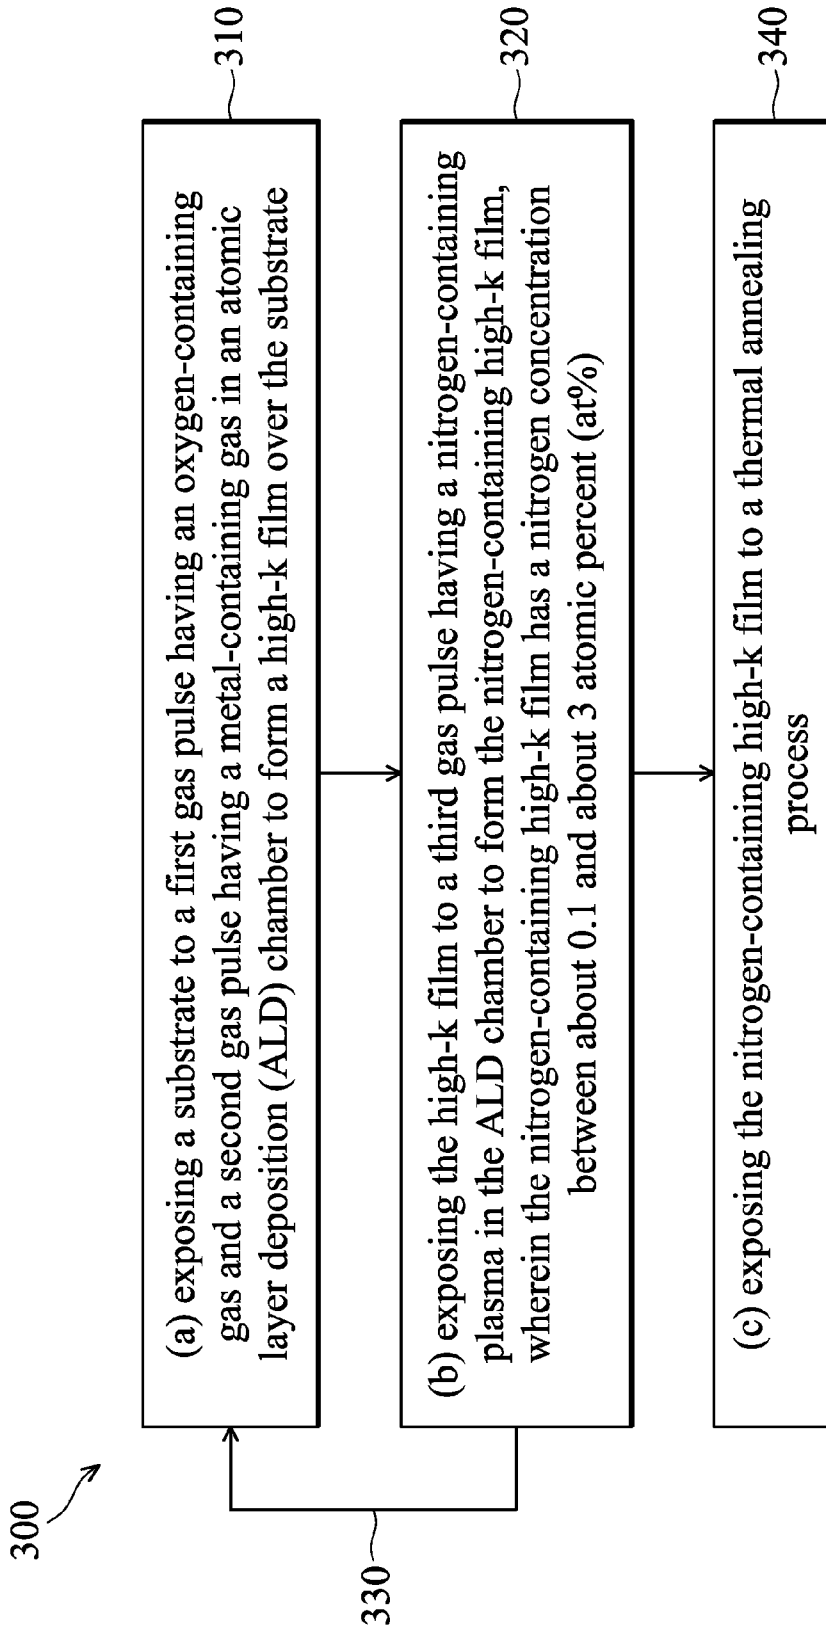 300
(a) exposing a substrate to a first gas pulse having an oxygen-containing
gas and a second gas pulse having a metal-containing gas in an atomic
layer deposition (ALD) chamber to form a high-k film over the substrate
310
(b) exposing the high-k film to a third gas pulse having a nitrogen-containing
plasma in the ALD chamber to form the nitrogen-containing high-k film,
wherein the nitrogen-containing high-k film has a nitrogen concentration
between about 0.1 and about 3 atomic percent (at%)
320
330
(c) exposing the nitrogen-containing high-k film to a thermal annealing
process
340